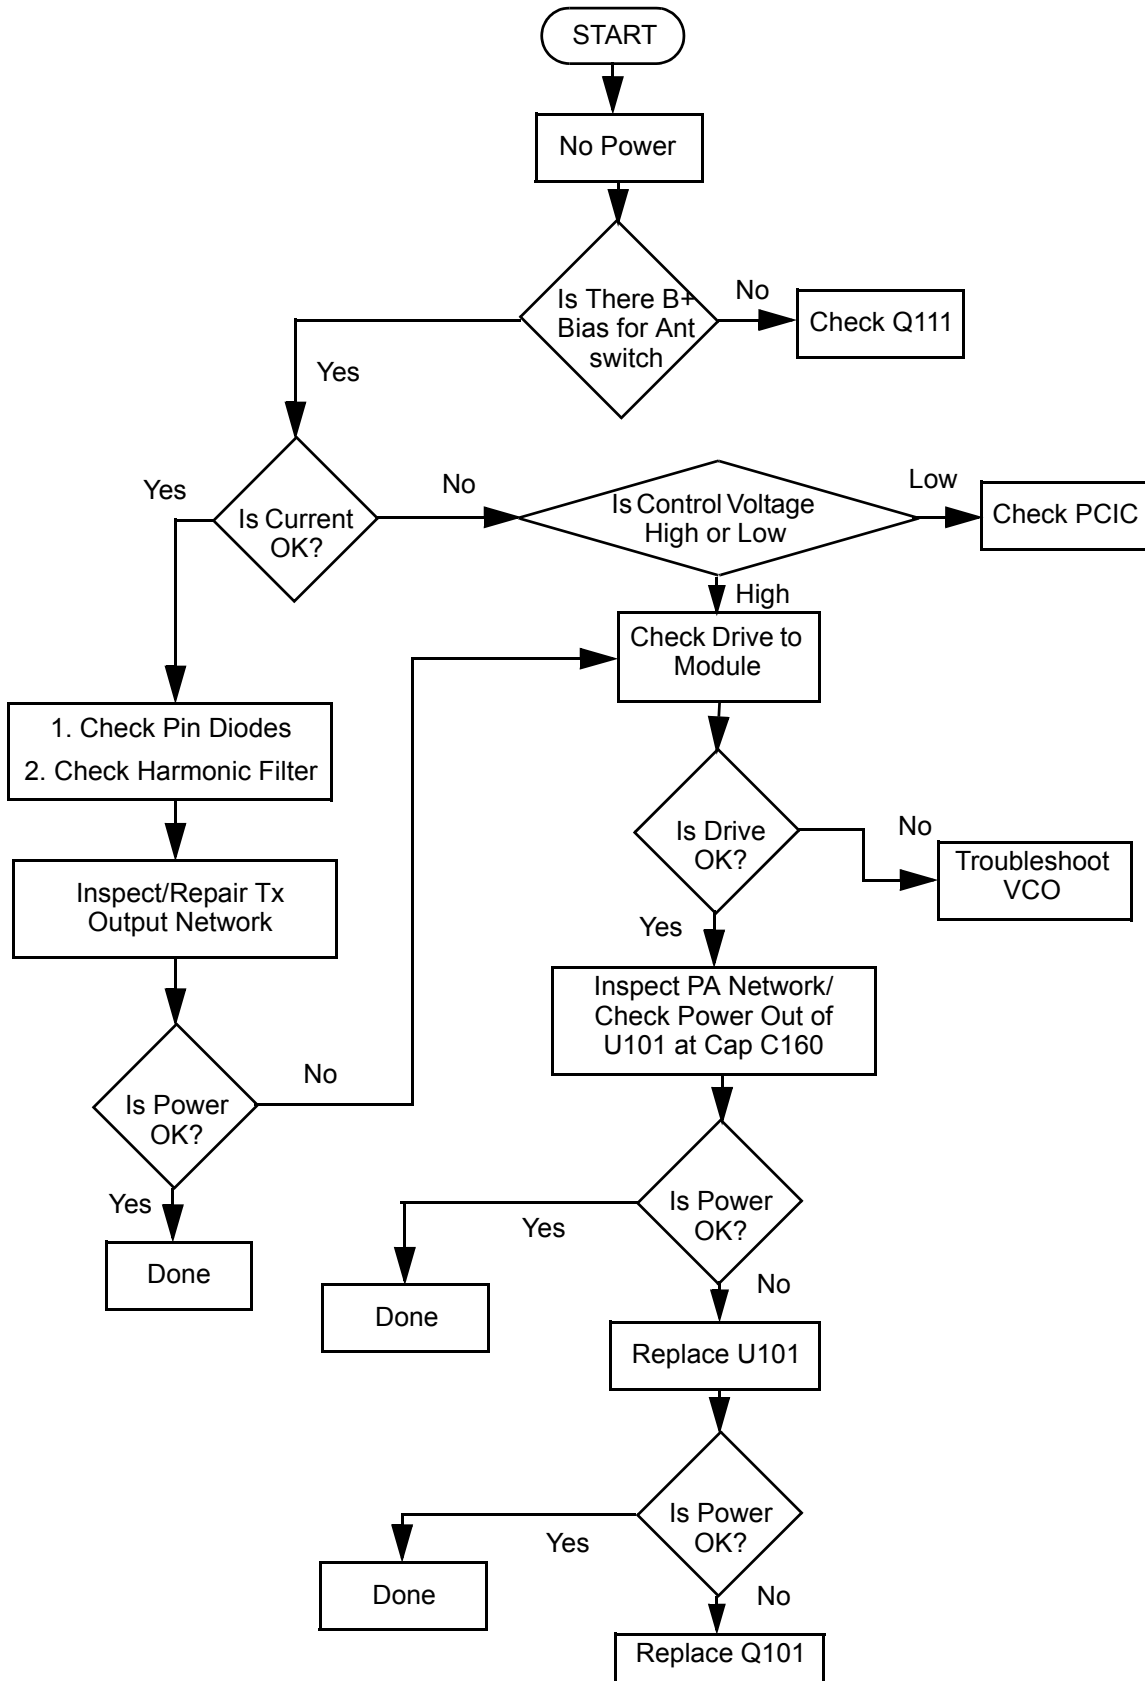 START
No Power
Is There B+
Bias for Ant
switch
No
Check Q111
Yes
Is Current
OK?
Yes
No
Is Control Voltage
High or Low
Low
Check PCIC
High
Check Drive to
Module
1. Check Pin Diodes
2. Check Harmonic Filter
Is Drive
OK?
No
Troubleshoot
VCO
Inspect/Repair Tx
Output Network
Yes
Inspect PA Network/
Check Power Out of
U101 at Cap C160
Is Power
OK?
No
Yes
Done
Is Power
OK?
Yes
Done
No
Replace U101
Is Power
OK?
Yes
Done
No
Replace Q101